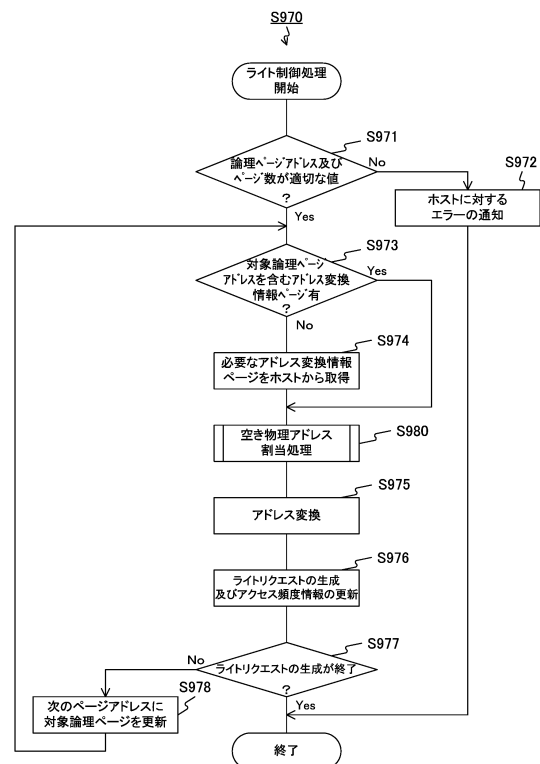 S970
ライト制御処理
開始
S971
論理ページアドレス及び
ページ数が適切な値
?
No
Yes
S972
ホストに対する
エラーの通知
S973
対象論理ページ
アドレスを含むアドレス変換
情報ページ有
?
Yes
No
S974
必要なアドレス変換情報
ページをホストから取得
空き物理アドレス
割当処理
S980
S975
アドレス変換
S976
ライトリクエストの生成
及びアクセス頻度情報の更新
S977
ライトリクエストの生成が終了
?
No
Yes
S978
次のページアドレスに
対象論理ページを更新
終了